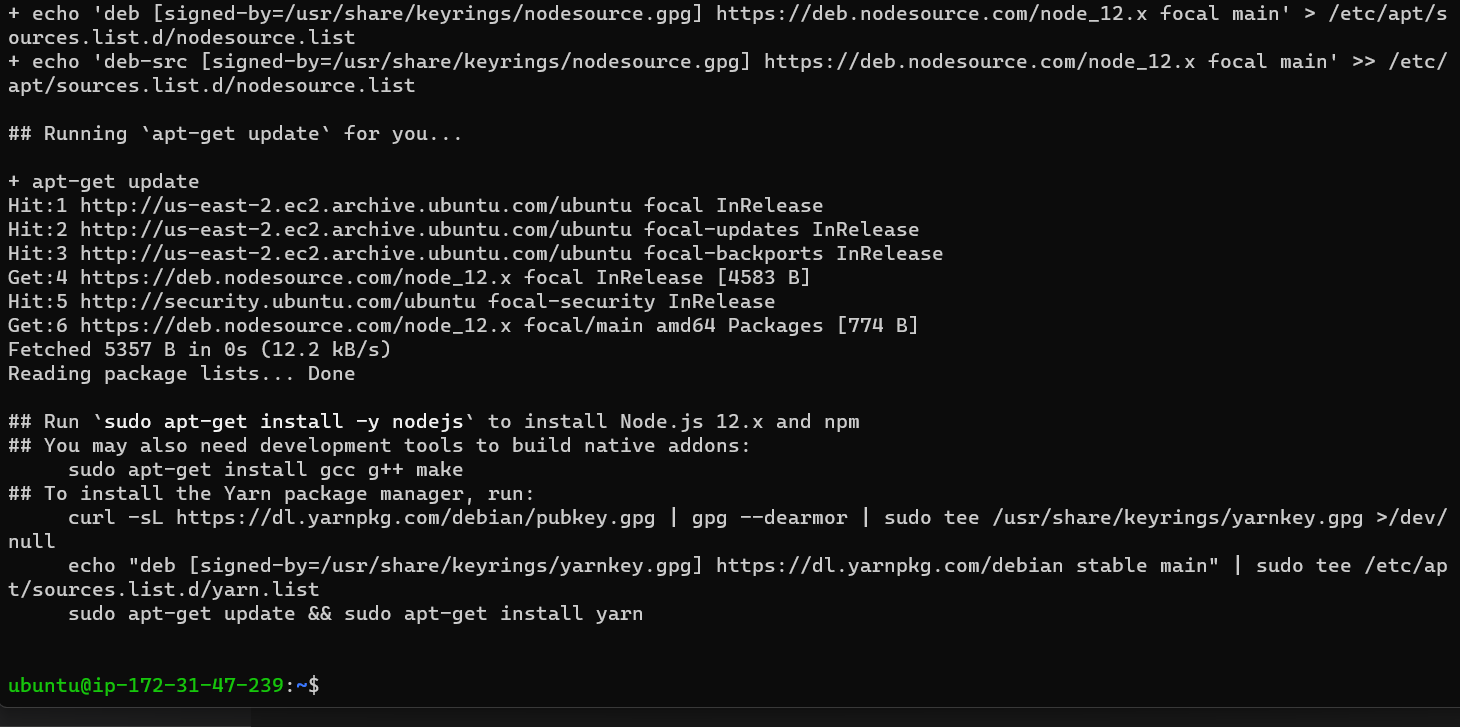 + echo 'deb [signed-by=/usr/share/keyrings/nodesource.gpg] https://deb.nodesource.com/node_12.x focal main' > /etc/apt/s
ources.list.d/nodesource.list
+ echo 'deb-src [signed-by=/usr/share/keyrings/nodesource.gpg] https://deb.nodesource.com/node_12.x focal main' >> /etc/
apt/sources.list.d/nodesource.list
## Running `apt-get update` for you...
+ apt-get update
Hit:1 http://us-east-2.ec2.archive.ubuntu.com/ubuntu focal InRelease
Hit:2 http://us-east-2.ec2.archive.ubuntu.com/ubuntu focal-updates InRelease
Hit:3 http://us-east-2.ec2.archive.ubuntu.com/ubuntu focal-backports InRelease
Get:4 https://deb.nodesource.com/node_12.x focal InRelease [4583 B]
Hit:5 http://security.ubuntu.com/ubuntu focal-security InRelease
Get:6 https://deb.nodesource.com/node_12.x focal/main amd64 Packages [774 B]
Fetched 5357 B in 0s (12.2 kB/s)
Reading package lists... Done
## Run `sudo apt-get install -y nodejs` to install Node.js 12.x and npm
## You may also need development tools to build native addons:
     sudo apt-get install gcc g++ make
## To install the Yarn package manager, run:
     curl -sL https://dl.yarnpkg.com/debian/pubkey.gpg | gpg --dearmor | sudo tee /usr/share/keyrings/yarnkey.gpg >/dev/
null
     echo "deb [signed-by=/usr/share/keyrings/yarnkey.gpg] https://dl.yarnpkg.com/debian stable main" | sudo tee /etc/ap
t/sources.list.d/yarn.list
     sudo apt-get update && sudo apt-get install yarn
ubuntu@ip-172-31-47-239:~$